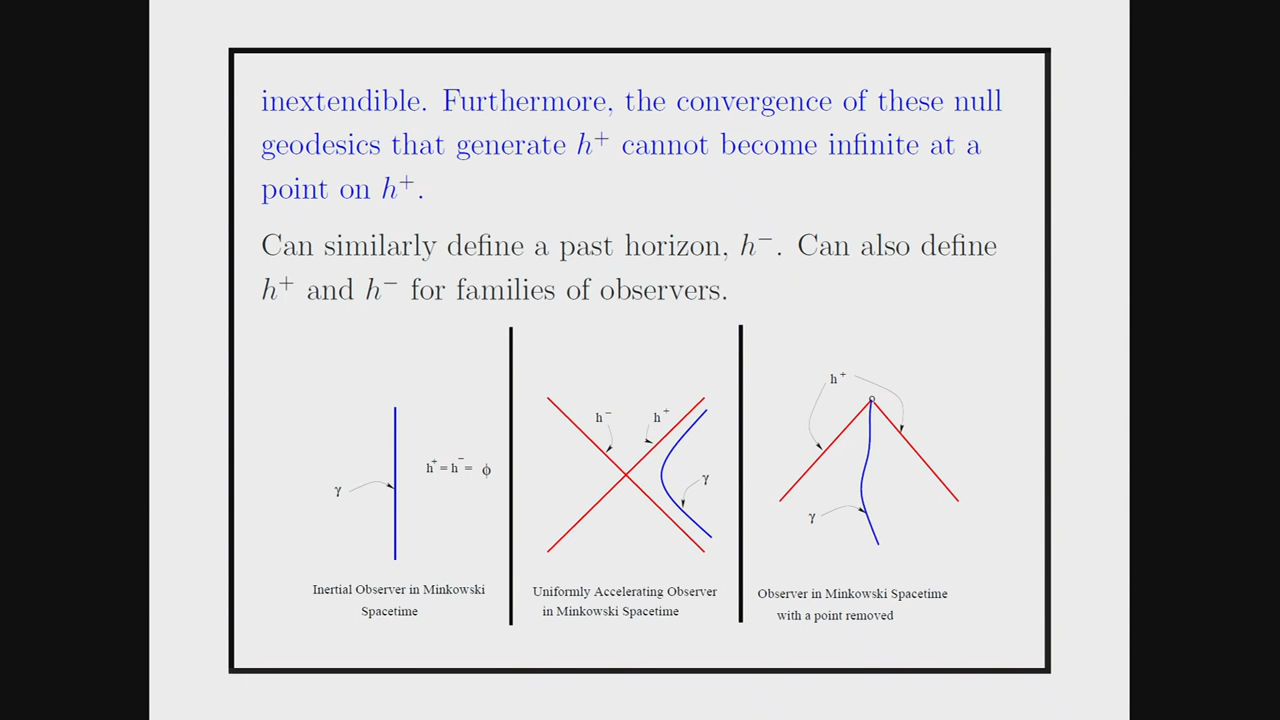 inextendible. Furthermore, the convergence of these null
geodesics that generate h⁺ cannot become infinite at a
point on h⁺.
Can similarly define a past horizon, h⁻. Can also define
h⁺ and h⁻ for families of observers.
γ
h⁺ = h⁻ = ϕ
Inertial Observer in Minkowski
Spacetime
h⁻
h⁺
γ
Uniformly Accelerating Observer
in Minkowski Spacetime
h⁺
γ
Observer in Minkowski Spacetime
with a point removed